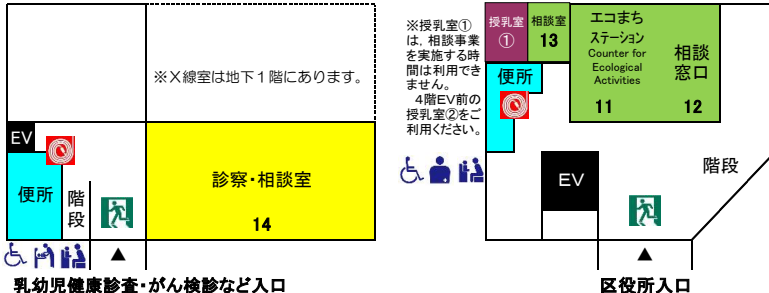 ※X線室は地下1階にあります。
EV
便所
階
段
診察・相談室
14
▲
乳幼児健康診査・がん検診など入口
※授乳室①
は、相談事業
を実施する時
間は利用でき
ません。
4階EV前の
授乳室②をご
利用ください。
授乳室
①
相談室
13
エコまち
ステーション
Counter for
Ecological
Activities
11
相談
窓口
12
便所
EV
階段
▲
区役所入口